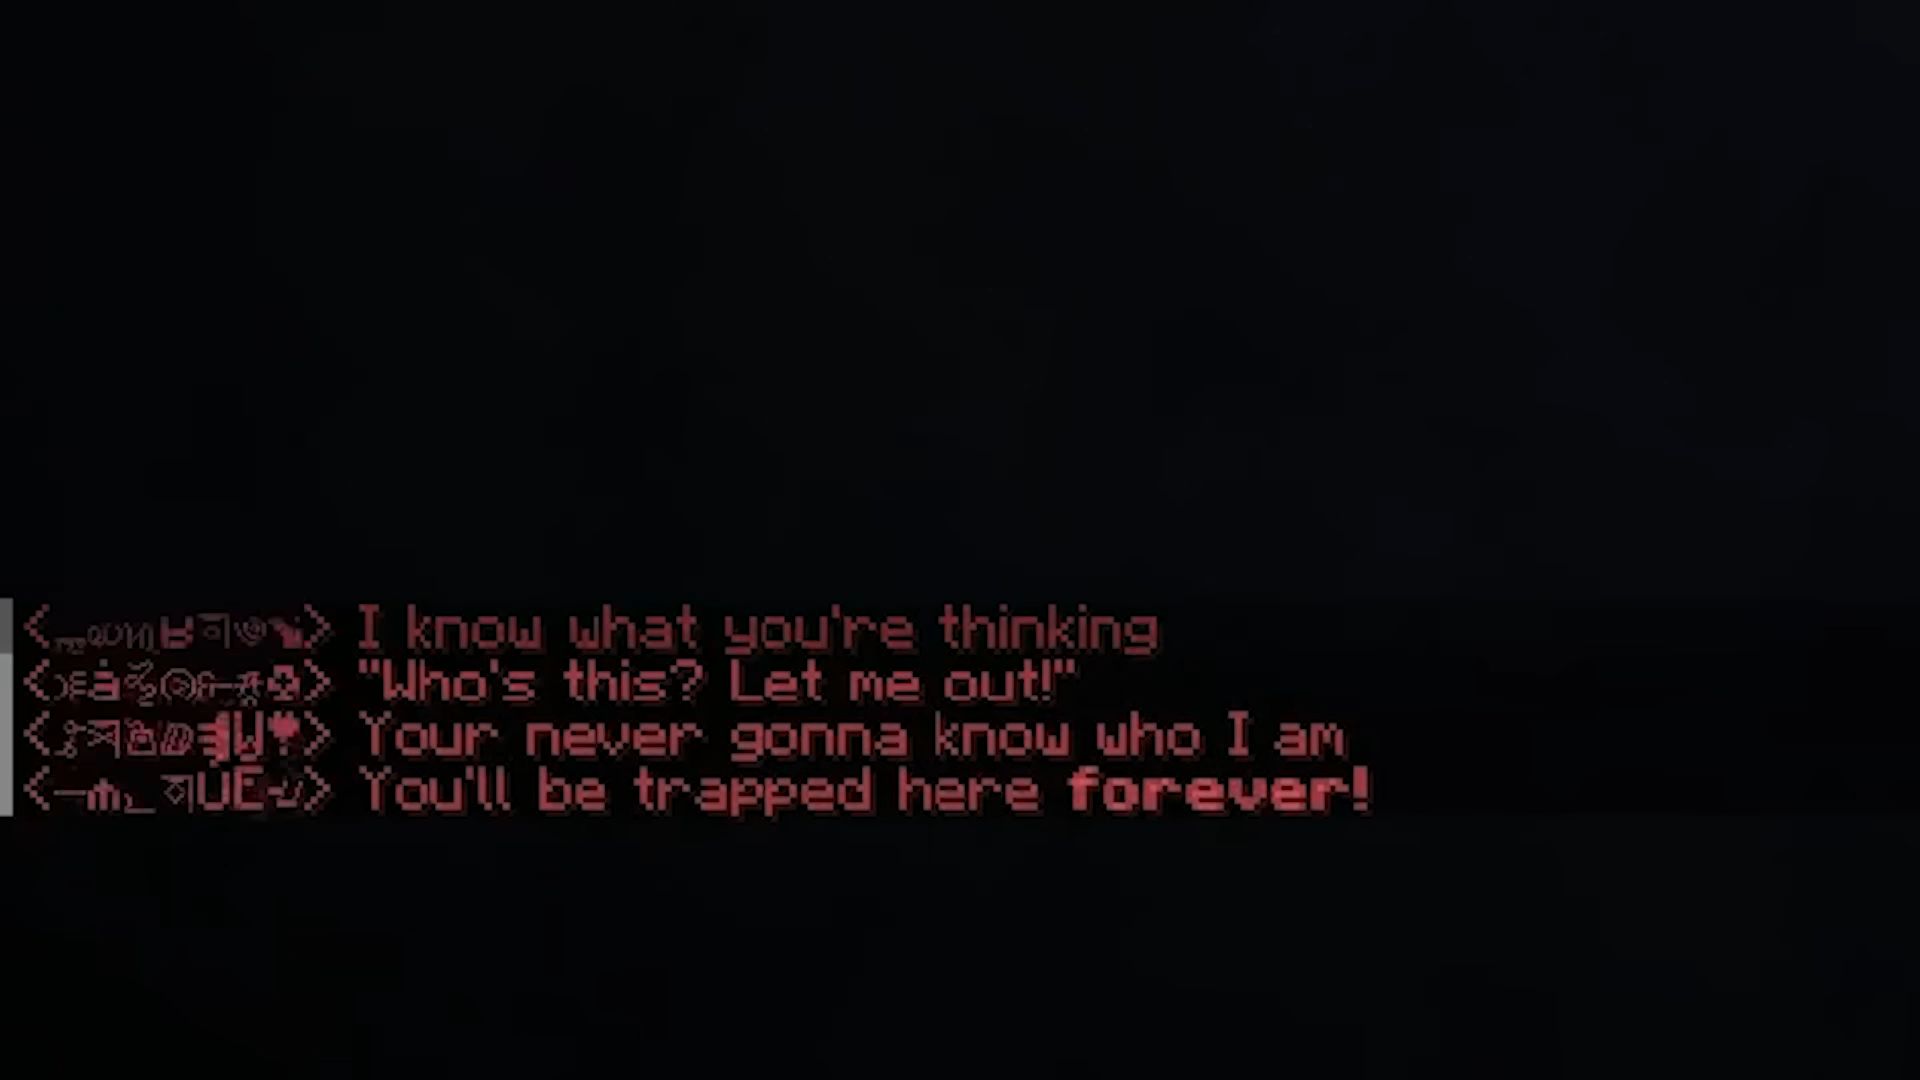 I know what you're thinking
"Who's this? Let me out!"
Your never gonna know who I am
You'll be trapped here forever!